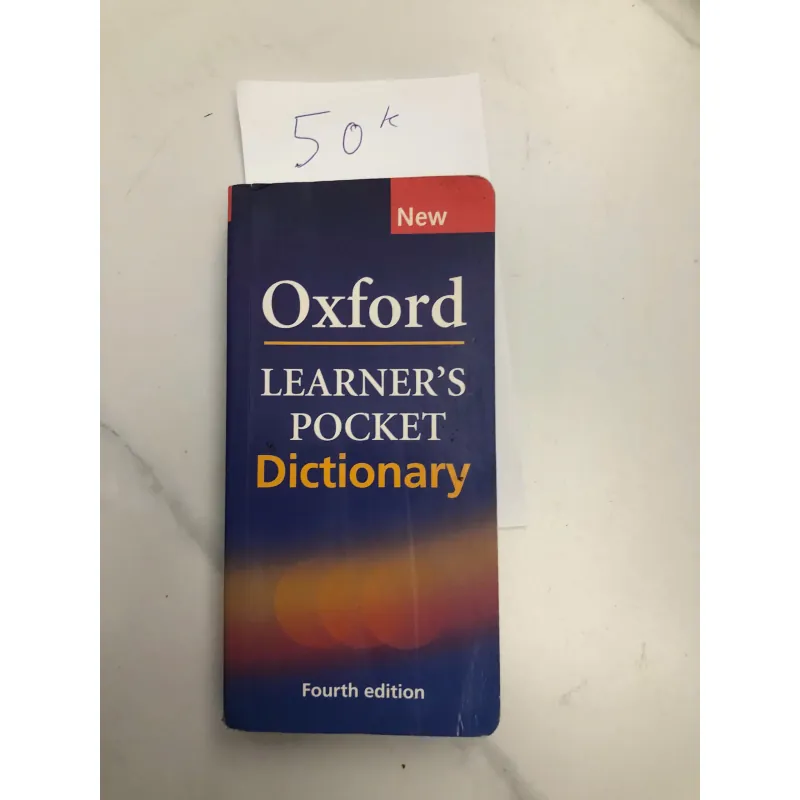 50k
New
Oxford
LEARNER'S
POCKET
Dictionary
Fourth edition